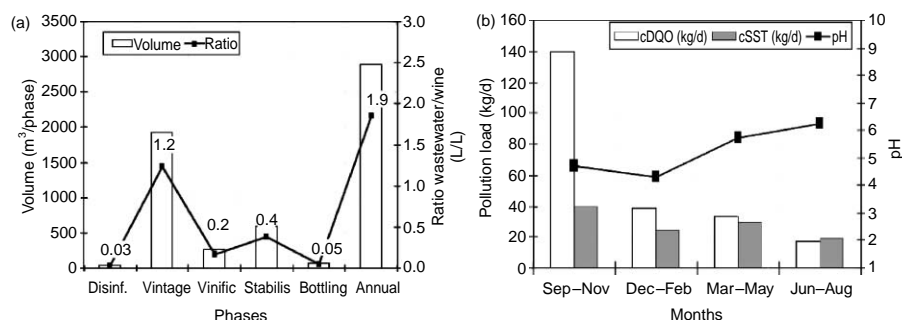 (a)
3500
3000
2500
2000
1500
1000
500
0
Volume (m³/phase)
Volume
Ratio
0.03
1.2
0.2
0.4
0.05
1.9
3.0
2.5
2.0
1.5
1.0
0.5
0.0
Ratio wastewater/wine
(L/L)
Disinf. Vintage Vinific Stabilis Bottling Annual
Phases
(b)
160
140
120
100
80
60
40
20
0
Pollution load (kg/d)
cDQO (kg/d) cSST (kg/d) pH
10
9
8
7
6
5
4
3
2
1
pH
Sep–Nov Dec–Feb Mar–May Jun–Aug
Months